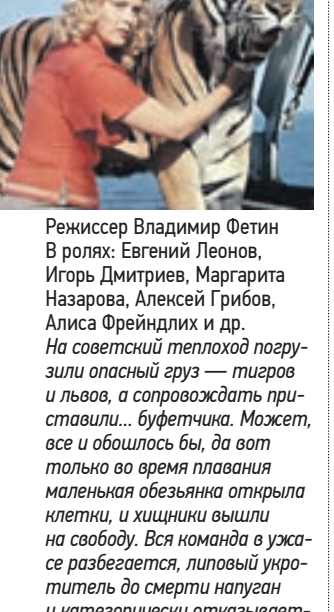 Режиссер Владимир Фетин
В ролях: Евгений Леонов,
Игорь Дмитриев, Маргарита
Назарова, Алексей Грибов,
Алиса Фрейндлих и др.
На советский теплоход погру-
зили опасный груз — тигров
и львов, а сопровождать при-
ставили... буфетчика. Может,
все и обошлось бы, да вот
только во время плавания
маленькая обезьянка открыла
клетки, и хищники вышли
на свободу. Вся команда в ужа-
се разбегается, липовый укро-
титель до смерти напуган
и категорически отказывает-